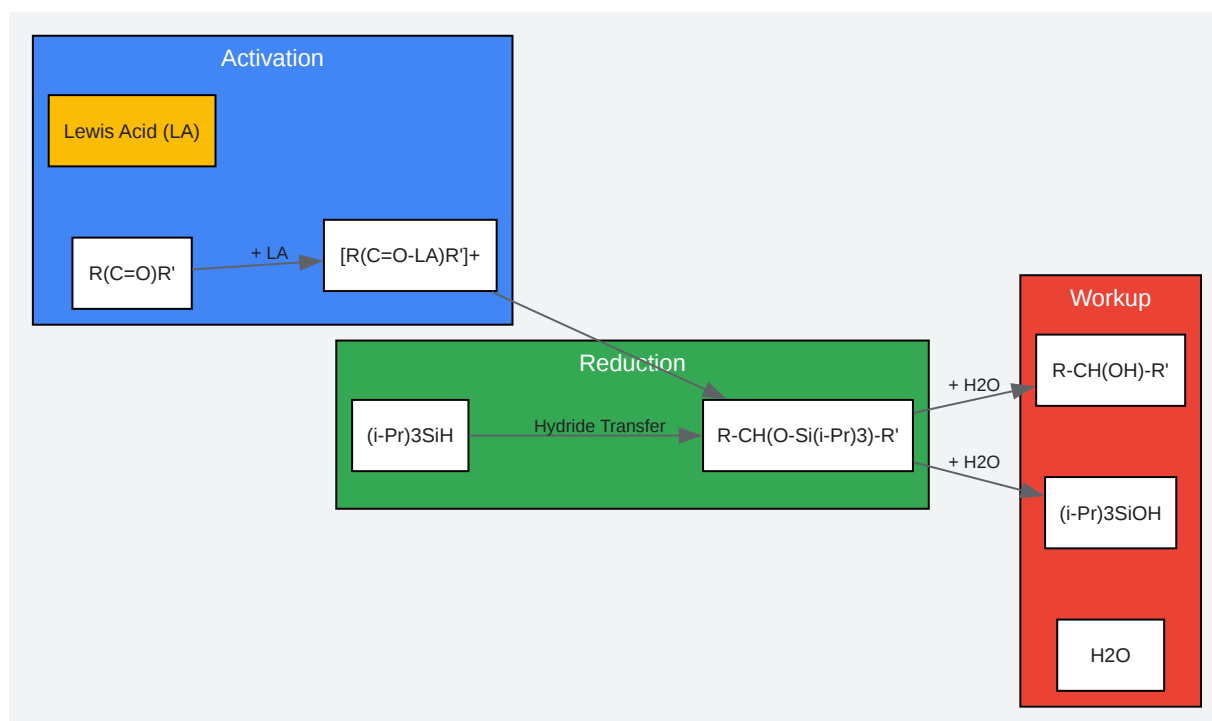 Activation
Lewis Acid (LA)
R(C=O)R'
+ LA
[R(C=O-LA)R']+
Reduction
(i-Pr)3SiH
Hydride Transfer
R-CH(O-Si(i-Pr)3)-R'
+ H2O
+ H2O
Workup
R-CH(OH)-R'
(i-Pr)3SiOH
H2O